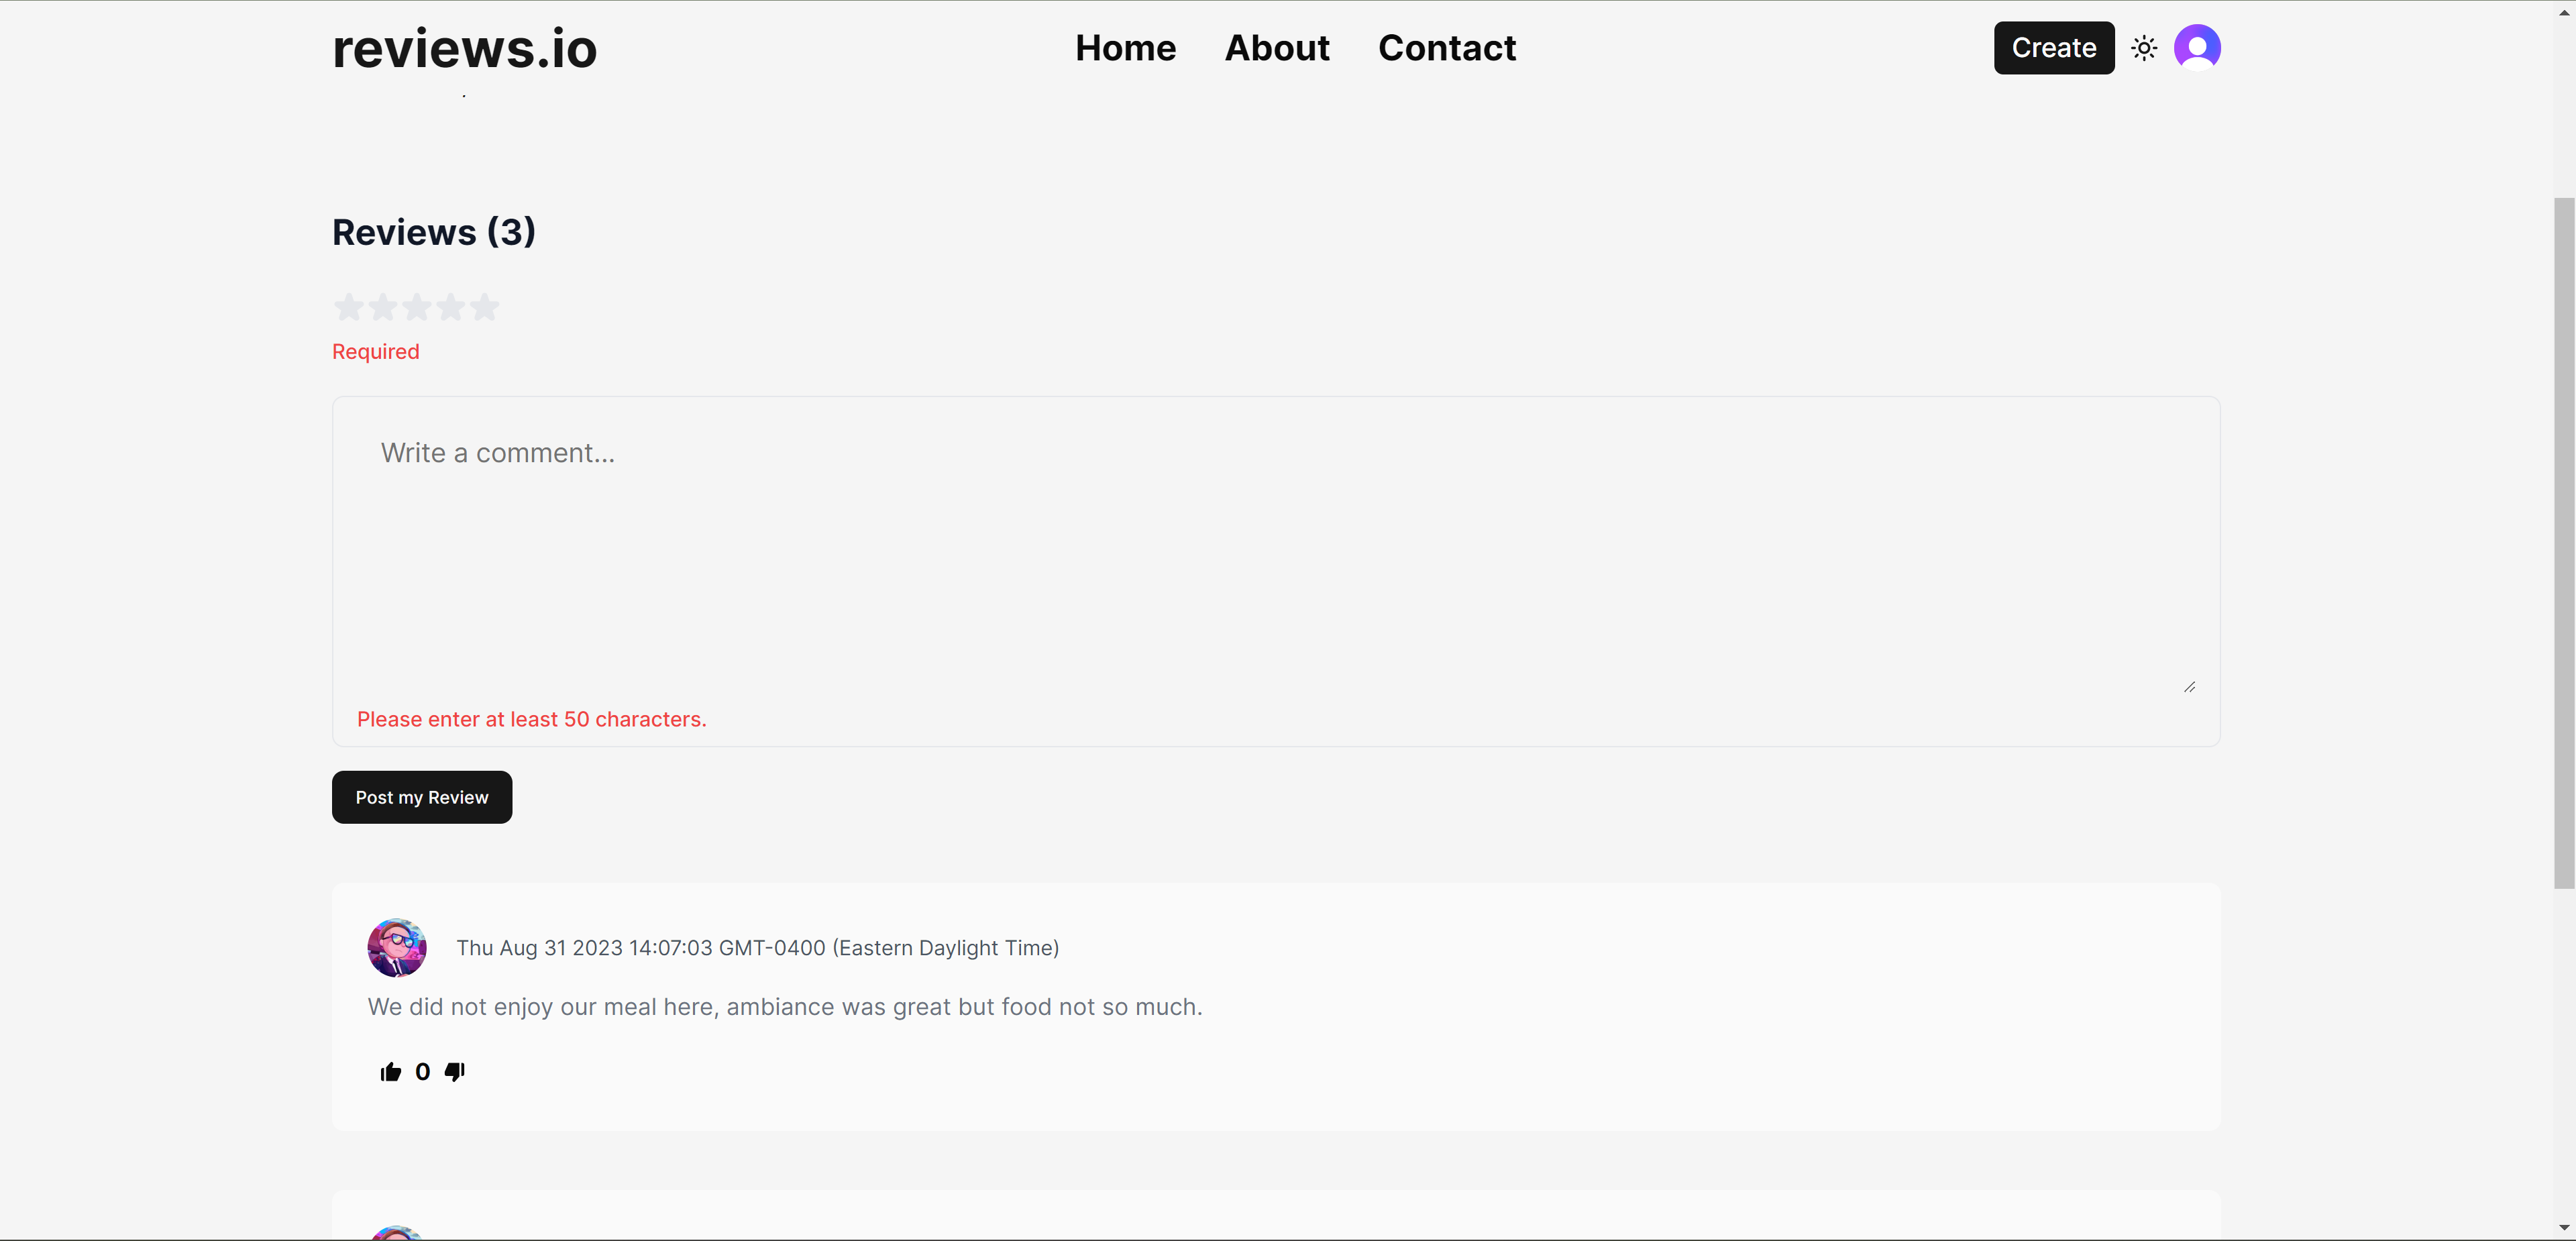 reviews.io
Home About Contact
Create
Reviews (3)
Required
Write a comment...
Please enter at least 50 characters.
Post my Review
Thu Aug 31 2023 14:07:03 GMT-0400 (Eastern Daylight Time)
We did not enjoy our meal here, ambiance was great but food not so much.
0